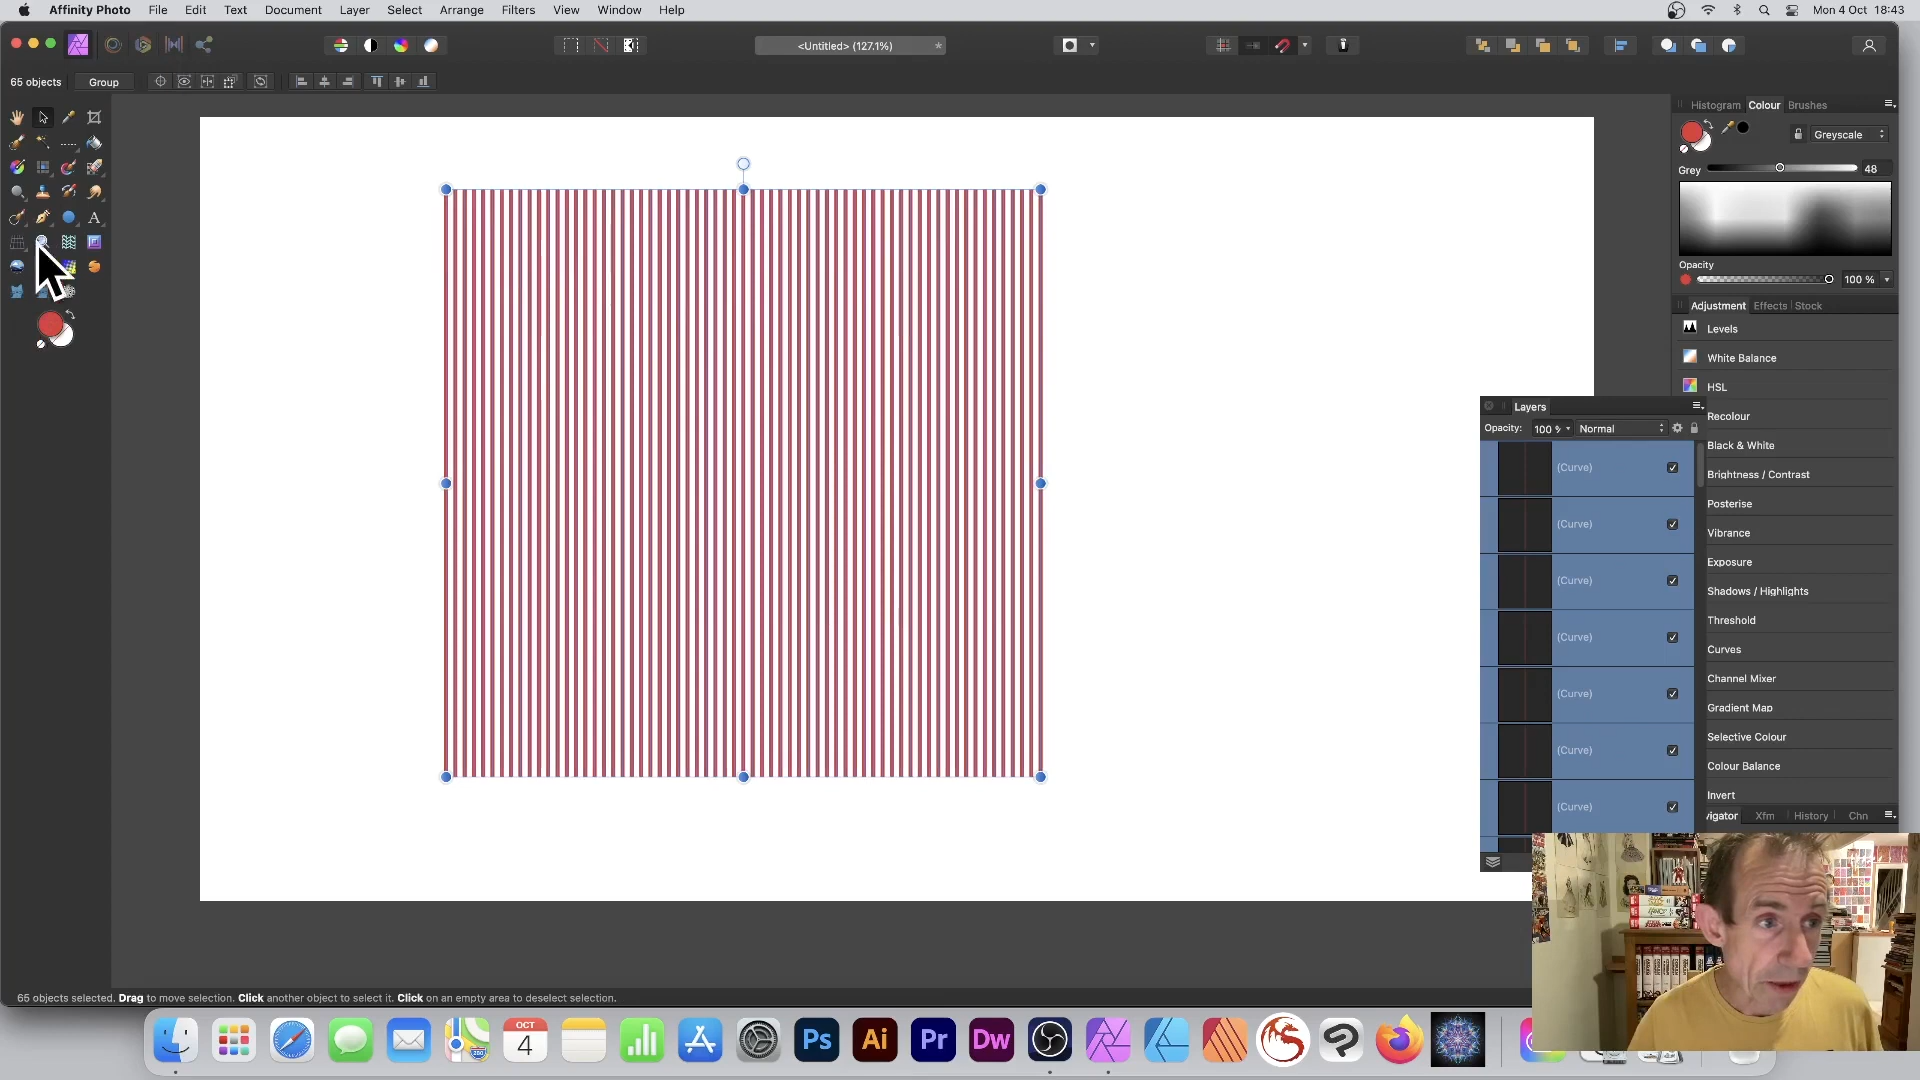 Affinity Photo File Edit Text Document Layer Select Arrange Filters View Window Help Mon 4 Oct 18:43
<Untitled> (127.1%) *
65 objects Group
Histogram Colour Brushes
Greyscale
Grey 48
Opacity
100 %
Adjustment Effects Stock
Levels
White Balance
HSL
Layers
Recolour
Opacity: 100 % Normal
Black & White
(Curve)
Brightness / Contrast
Posterise
(Curve)
Vibrance
Exposure
(Curve)
Shadows / Highlights
Threshold
(Curve)
Curves
Channel Mixer
(Curve)
Gradient Map
Selective Colour
(Curve)
Colour Balance
Invert
(Curve)
vigator Xfm History Chn
65 objects selected. Drag to move selection. Click another object to select it. Click on an empty area to deselect selection.
OCT
4
Ps Ai Pr Dw
280